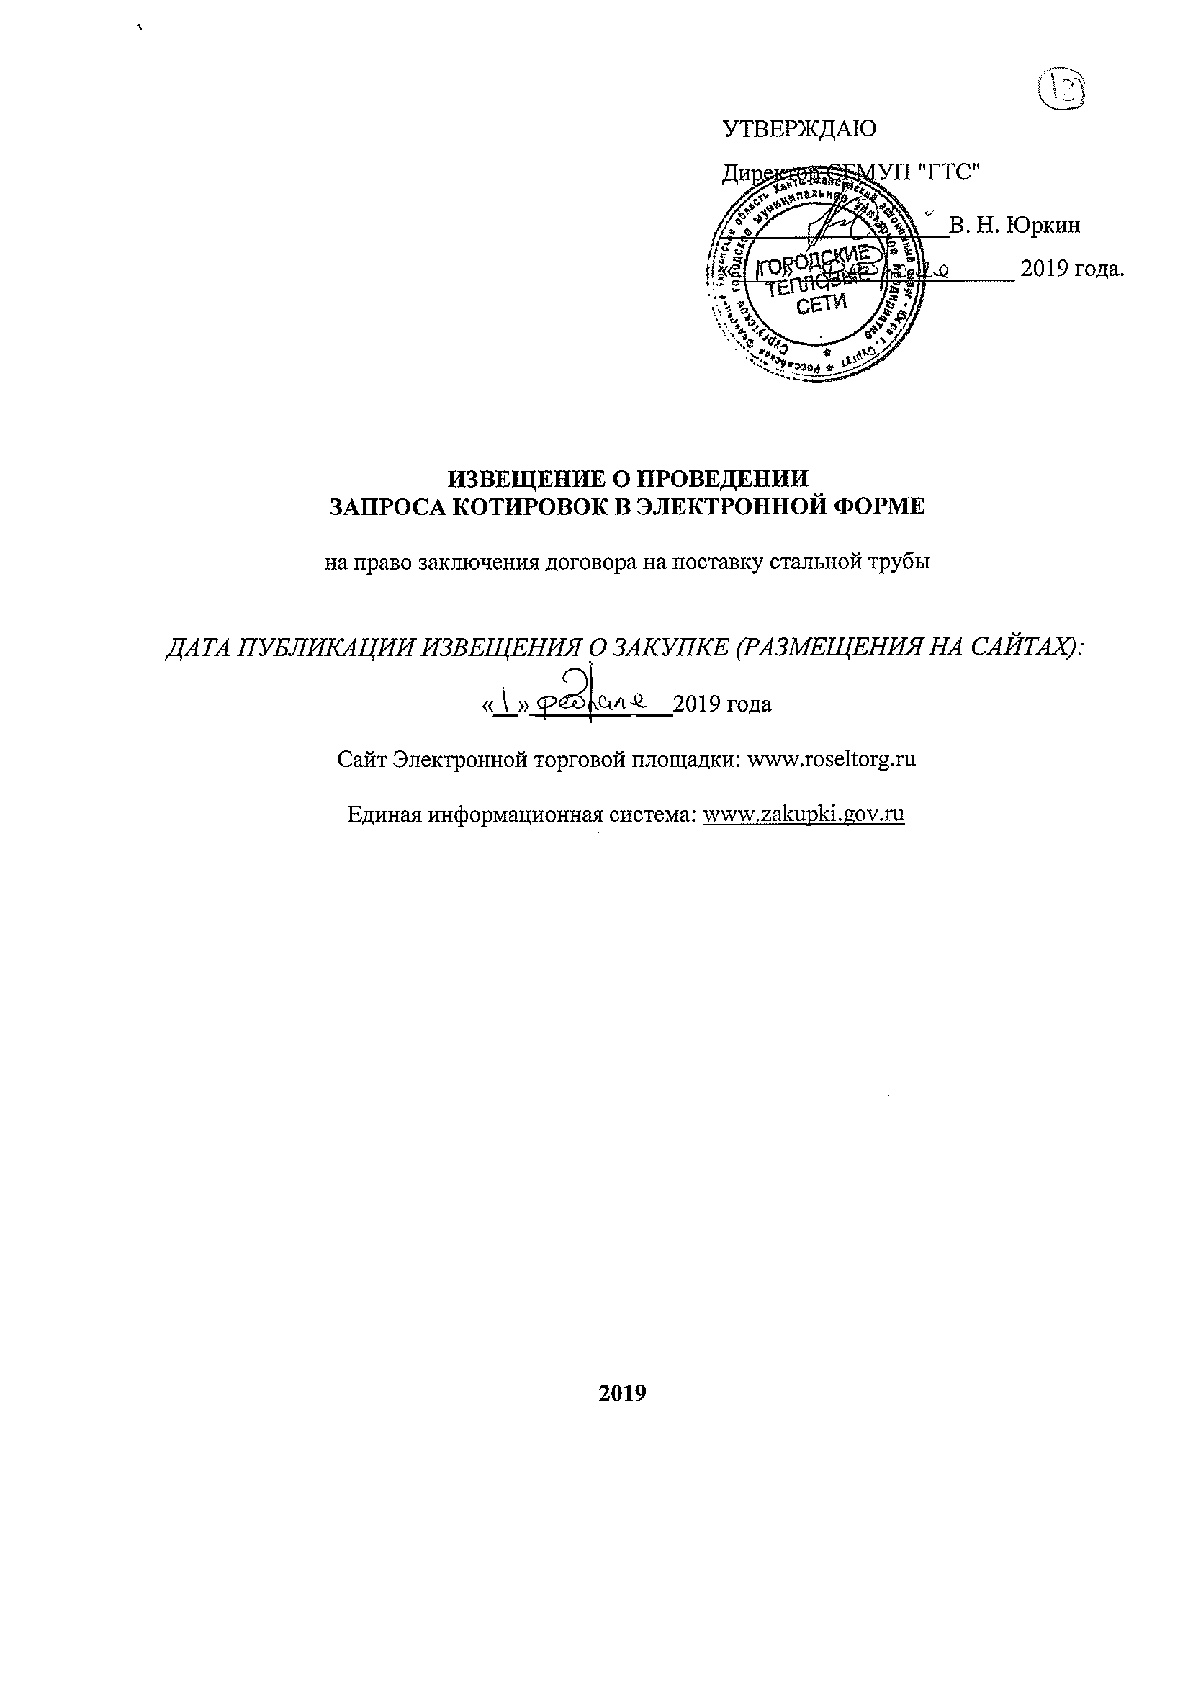 13
УТВЕРЖДАЮ
Директор СГМУП "ГТС"
В. Н. Юркин
2019 года.
ГОРОДСКИЕ
ТЕПЛОВЫЕ
СЕТИ
ИЗВЕЩЕНИЕ О ПРОВЕДЕНИИ
ЗАПРОСА КОТИРОВОК В ЭЛЕКТРОННОЙ ФОРМЕ
на право заключения договора на поставку стальной трубы
ДАТА ПУБЛИКАЦИИ ИЗВЕЩЕНИЯ О ЗАКУПКЕ (РАЗМЕЩЕНИЯ НА САЙТАХ):
«1» февраля 2019 года
Сайт Электронной торговой площадки: www.roseltorg.ru
Единая информационная система: www.zakupki.gov.ru
2019